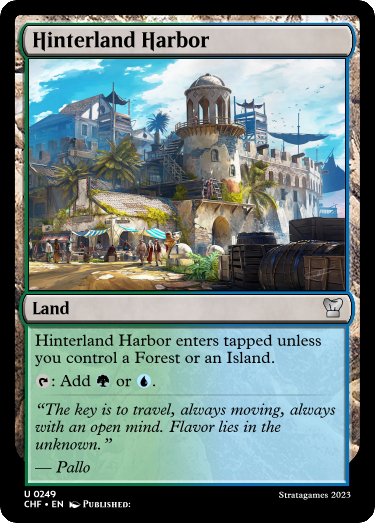 Hinterland Harbor
Land
Hinterland Harbor enters tapped unless
you control a Forest or an Island.
: Add or .
“The key is to travel, always moving, always
with an open mind. Flavor lies in the
unknown.”
— Pallo
U 0249
CHF • EN Published:
Stratagames 2023